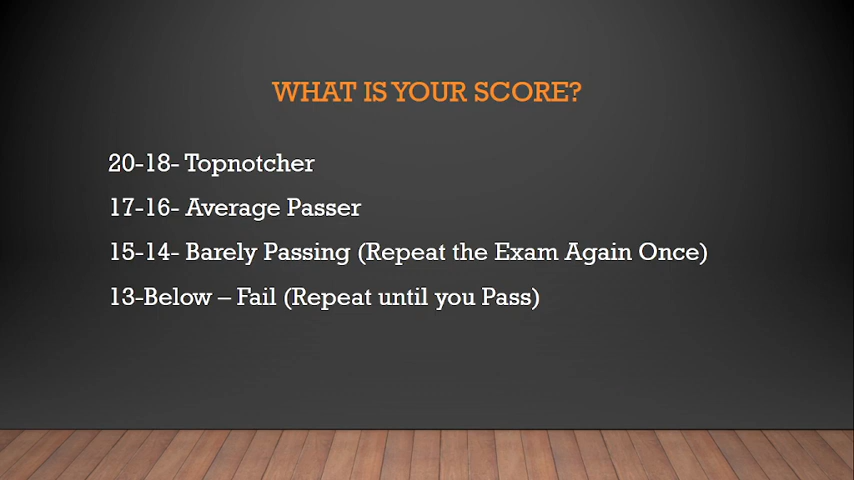 WHAT IS YOUR SCORE?
20-18- Topnotcher
17-16- Average Passer
15-14- Barely Passing (Repeat the Exam Again Once)
13-Below – Fail (Repeat until you Pass)